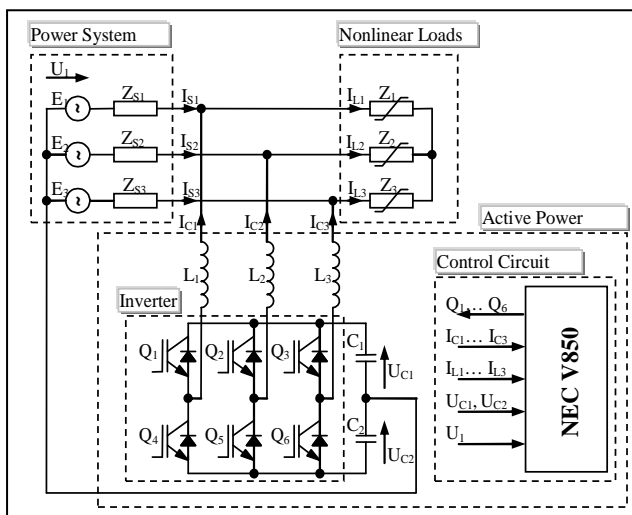 Power System
Nonlinear Loads
U1
E1
ZS1
IS1
IL1
Z1
E2
ZS2
IS2
IL2
Z2
E3
ZS3
IS3
IL3
Z3
IC1
IC2
IC3
Active Power
L1
L2
L3
Control Circuit
Inverter
Q1
Q2
Q3
C1
UC1
Q4
Q5
Q6
C2
UC2
Q1… Q6
IC1… IC3
IL1… IL3
UC1, UC2
U1
NEC V850